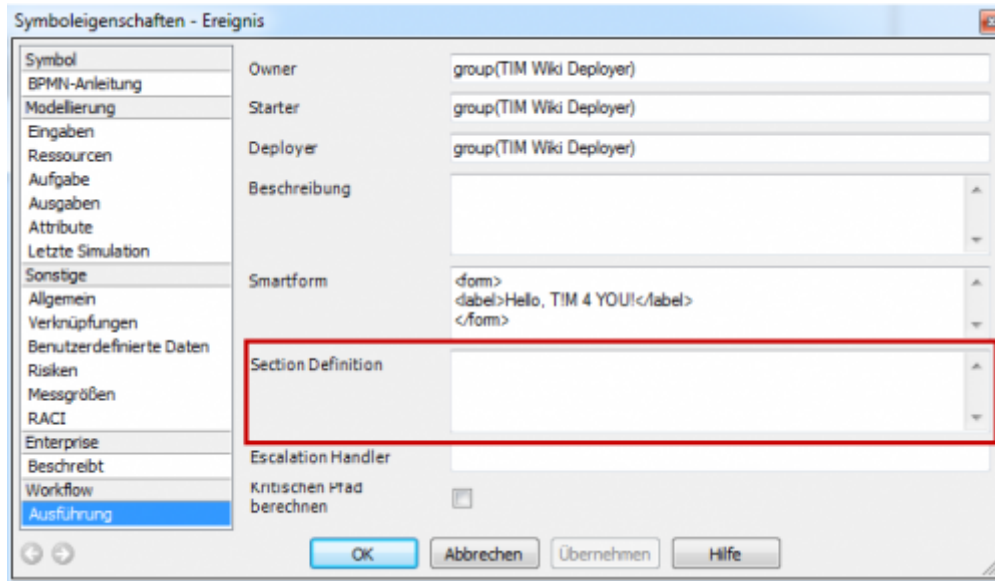 Symboleigenschaften - Ereignis
Symbol
BPMN-Anleitung
Modellierung
Eingaben
Ressourcen
Aufgabe
Ausgaben
Attribute
Letzte Simulation
Sonstige
Allgemein
Verknüpfungen
Benutzerdefinierte Daten
Risiken
Messgrößen
RACI
Enterprise
Beschreibt
Workflow
Ausführung
Owner
group(TIM Wiki Deployer)
Starter
group(TIM Wiki Deployer)
Deployer
group(TIM Wiki Deployer)
Beschreibung
Smartform
<form>
<label>Hello, T!M 4 YOU!</label>
</form>
Section Definition
Escalation Handler
Kritischen Pfad
berechnen
OK
Abbrechen
Übernehmen
Hilfe